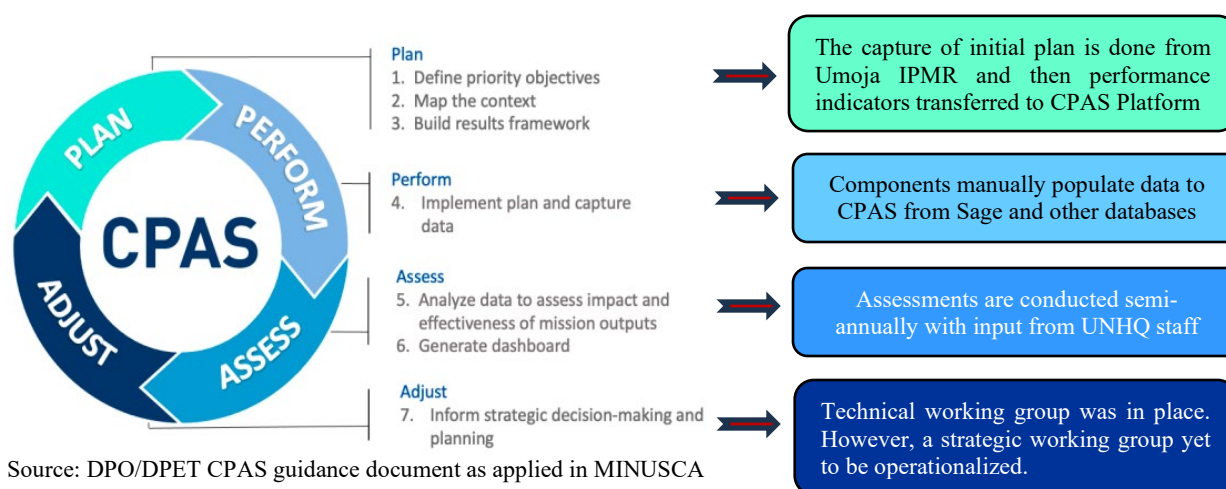 PLAN
PERFORM
ASSESS
ADJUST
CPAS
Plan
1. Define priority objectives
2. Map the context
3. Build results framework
The capture of initial plan is done from
Umoja IPMR and then performance
indicators transferred to CPAS Platform
Perform
4. Implement plan and capture
data
Components manually populate data to
CPAS from Sage and other databases
Assess
5. Analyze data to assess impact and
effectiveness of mission outputs
6. Generate dashboard
Assessments are conducted semi-
annually with input from UNHQ staff
Adjust
7. Inform strategic decision-making and
planning
Technical working group was in place.
However, a strategic working group yet
to be operationalized.
Source: DPO/DPET CPAS guidance document as applied in MINUSCA